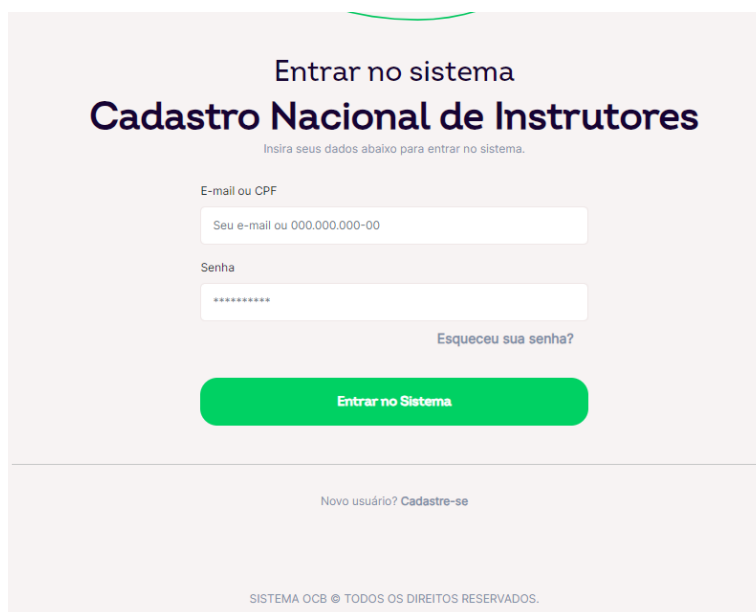 Entrar no sistema
Cadastro Nacional de Instrutores
Insira seus dados abaixo para entrar no sistema.
E-mail ou CPF
Seu e-mail ou 000.000.000-00
Senha
**********
Esqueceu sua senha?
Entrar no Sistema
Novo usuário? Cadastre-se
SISTEMA OCB © TODOS OS DIREITOS RESERVADOS.